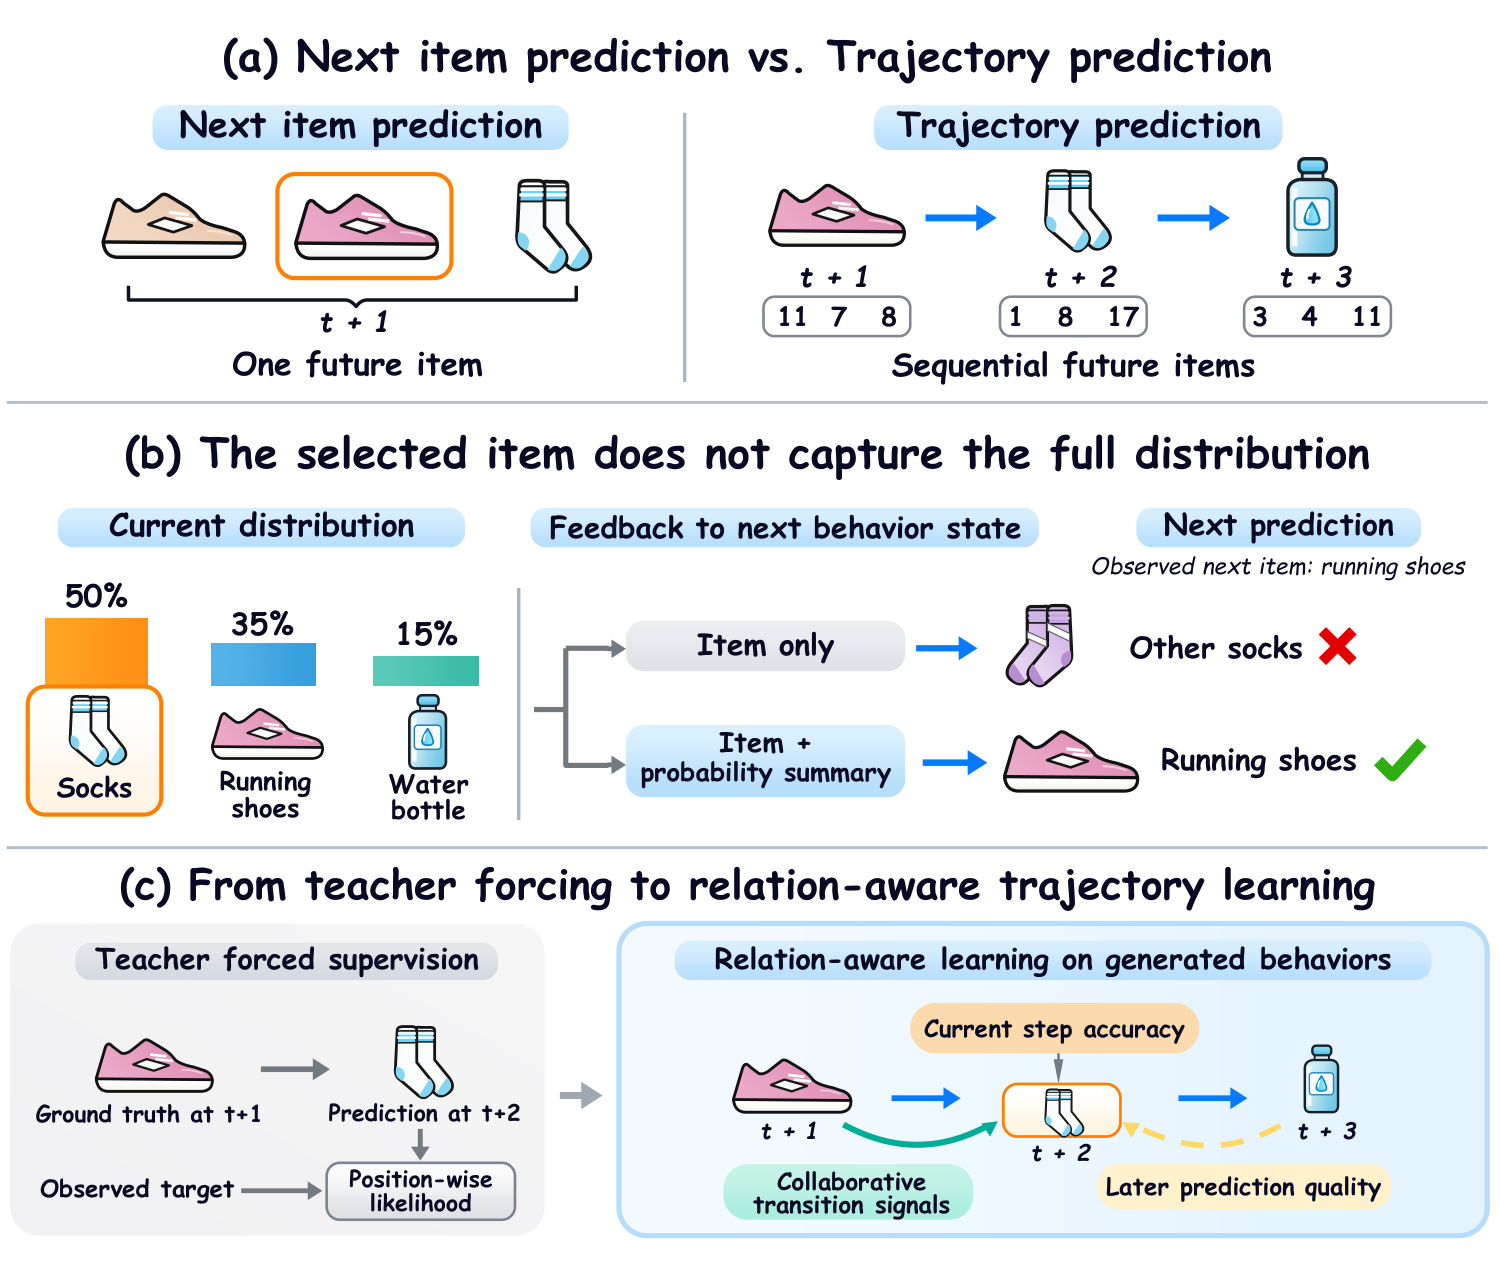 (a) Next item prediction vs. Trajectory prediction
Next item prediction
t + 1
One future item
Trajectory prediction
t + 1
t + 2
t + 3
11 7 8
1 8 17
3 4 11
Sequential future items
(b) The selected item does not capture the full distribution
Current distribution
50%
35%
15%
Socks
Running
shoes
Water
bottle
Feedback to next behavior state
Item only
Item +
probability summary
Next prediction
Observed next item: running shoes
Other socks
Running shoes
(c) From teacher forcing to relation-aware trajectory learning
Teacher forced supervision
Ground truth at t+1
Prediction at t+2
Observed target
Position-wise
likelihood
Relation-aware learning on generated behaviors
Current step accuracy
t + 1
t + 2
t + 3
Collaborative
transition signals
Later prediction quality